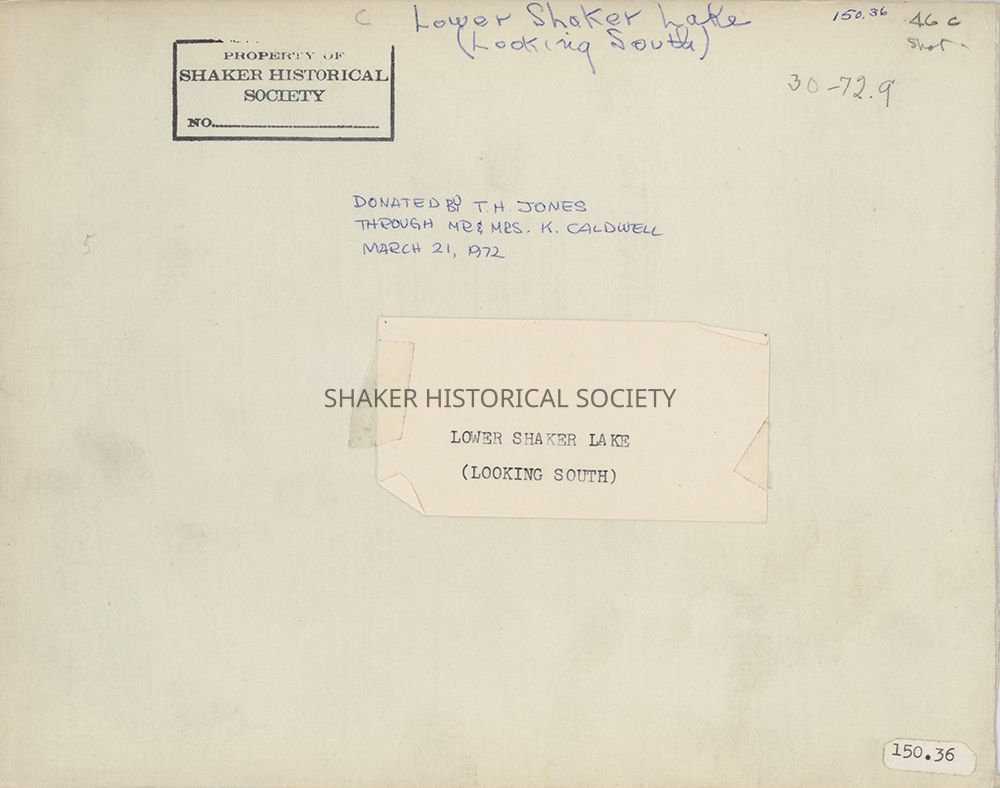 C Lower Shaker Lake 150.36 46 c
(Looking South) Shot-
PROPERTY OF
SHAKER HISTORICAL
SOCIETY
NO.
30-72.9
DONATED BY T.H. JONES
THROUGH MR & MRS. K. CALDWELL
MARCH 21, 1972
5
SHAKER HISTORICAL SOCIETY
LOWER SHAKER LAKE
(LOOKING SOUTH)
150.36